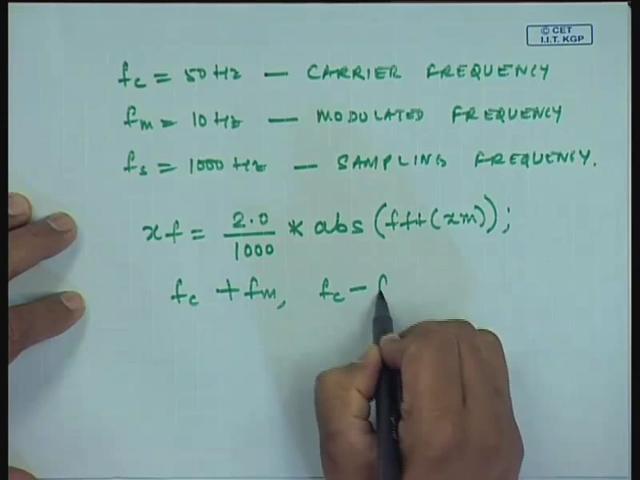 © CET
I.I.T. KGP
fc = 50 Hz — CARRIER FREQUENCY
fm = 10 Hz — MODULATED FREQUENCY
fs = 1000 Hz — SAMPLING FREQUENCY.
xf = 2.0/1000 * abs(fft(xm));
fc + fm, fc - f